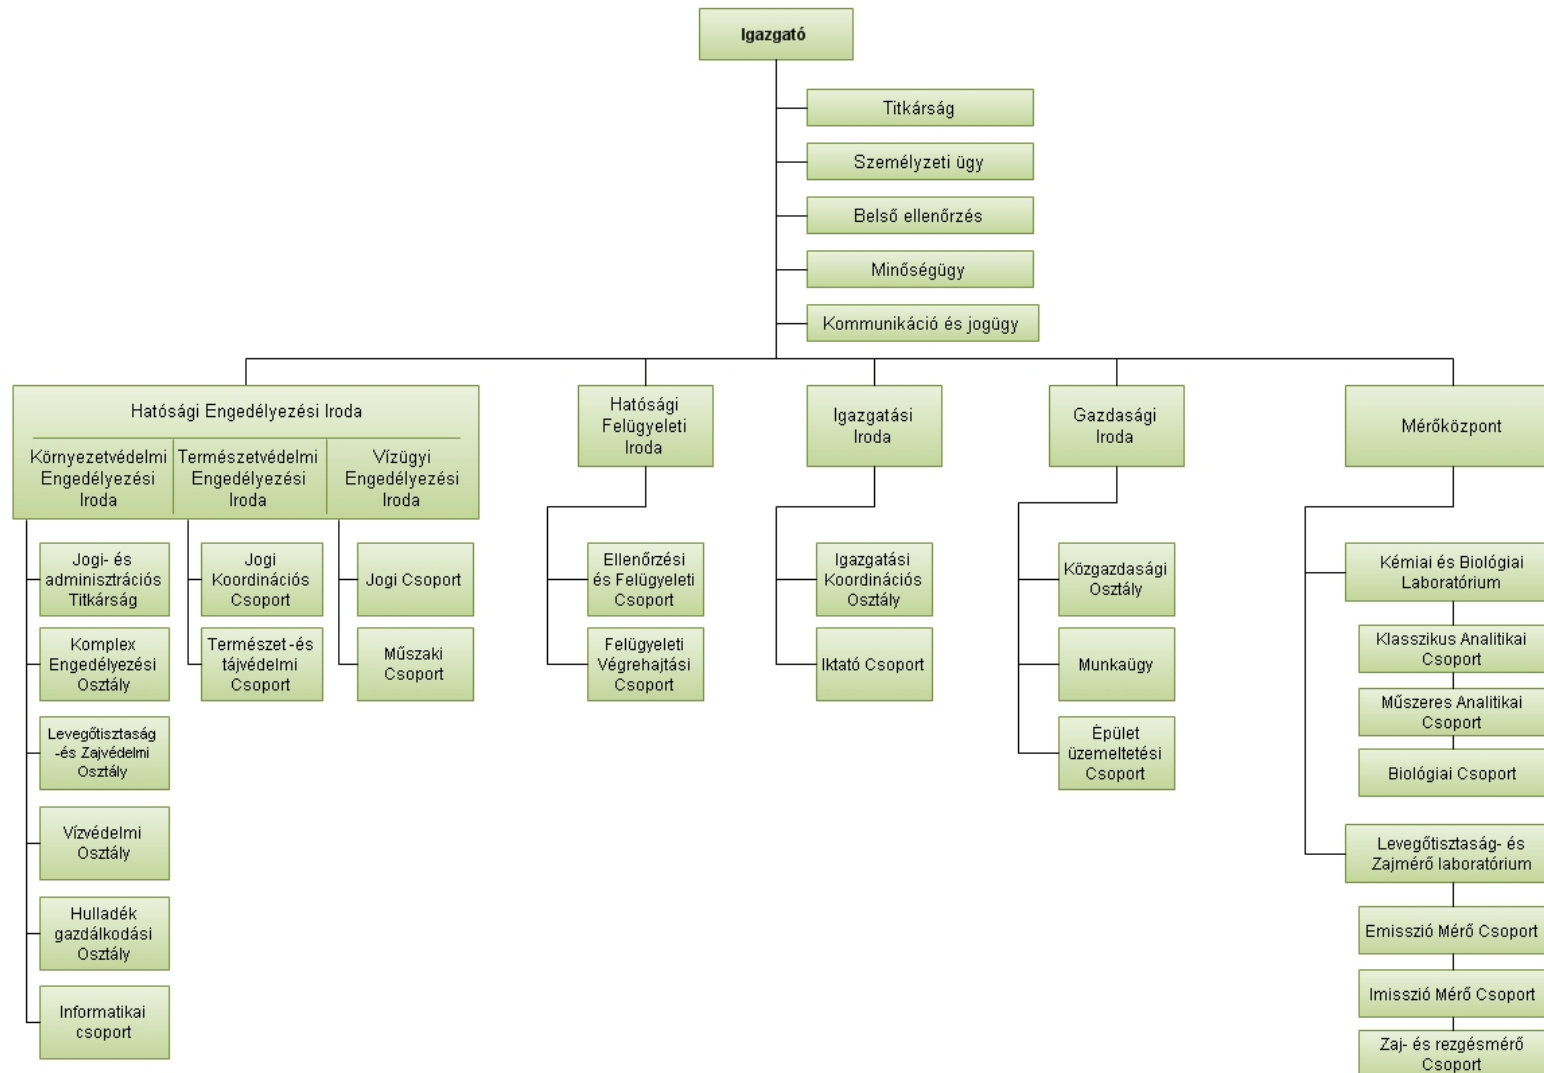 Igazgató
Titkárság
Személyzeti ügy
Belső ellenőrzés
Minőségügy
Kommunikáció és jogügy
Hatósági Engedélyezési Iroda
Környezetvédelmi
Engedélyezési
Iroda
Természetvédelmi
Engedélyezési
Iroda
Vízügyi
Engedélyezési
Iroda
Jogi- és
adminisztrációs
Titkárság
Komplex
Engedélyezési
Osztály
Levegőtisztaság
-és Zajvédelmi
Osztály
Vízvédelmi
Osztály
Hulladék
gazdálkodási
Osztály
Informatikai
csoport
Jogi
Koordinációs
Csoport
Természet -és
tájvédelmi
Csoport
Jogi Csoport
Műszaki
Csoport
Hatósági
Felügyeleti
Iroda
Ellenőrzési
és Felügyeleti
Csoport
Felügyeleti
Végrehajtási
Csoport
Igazgatási
Iroda
Igazgatási
Koordinációs
Osztály
Iktató Csoport
Gazdasági
Iroda
Közgazdasági
Osztály
Munkaügy
Épület
üzemeltetési
Csoport
Mérőközpont
Kémiai és Biológiai
Laboratórium
Klasszikus Analitikai
Csoport
Műszeres Analitikai
Csoport
Biológiai Csoport
Levegőtisztaság- és
Zajmérő laboratórium
Emisszió Mérő Csoport
Imisszió Mérő Csoport
Zaj- és rezgésmérő
Csoport